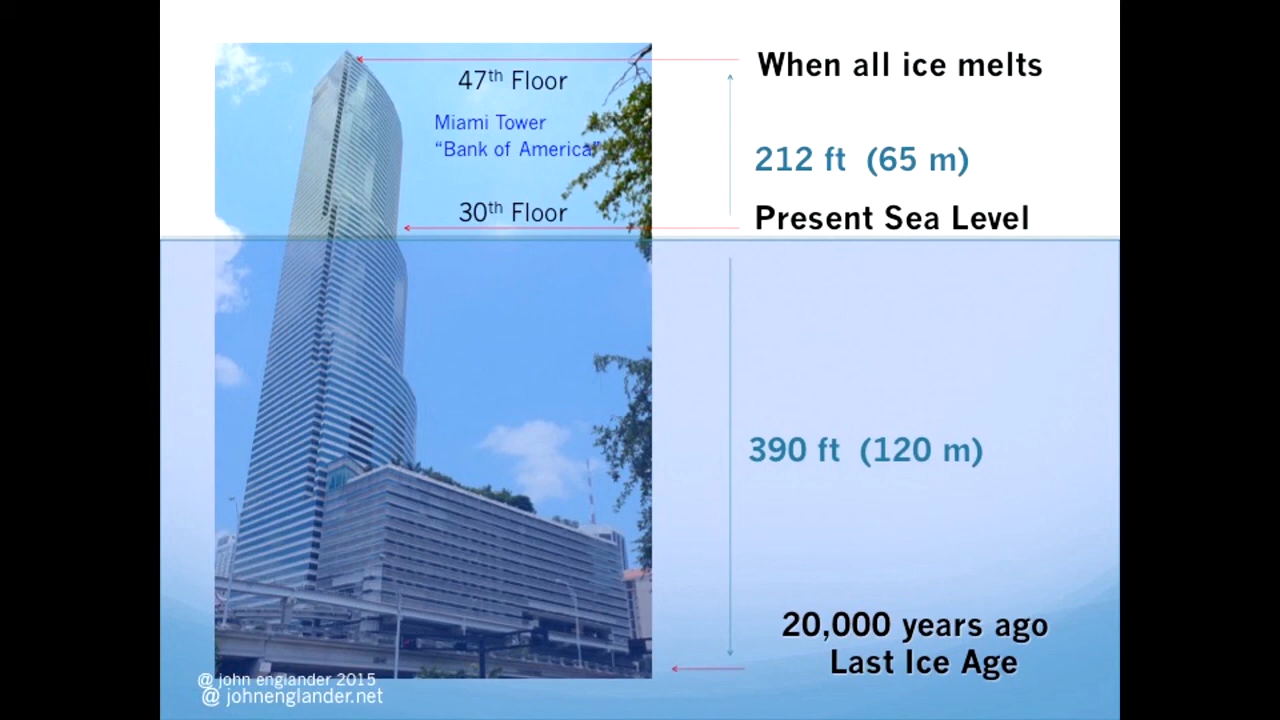 When all ice melts
47th Floor
Miami Tower
“Bank of America”
212 ft (65 m)
30th Floor
Present Sea Level
390 ft (120 m)
20,000 years ago
Last Ice Age
@ john englander 2015
@ johnenglander.net